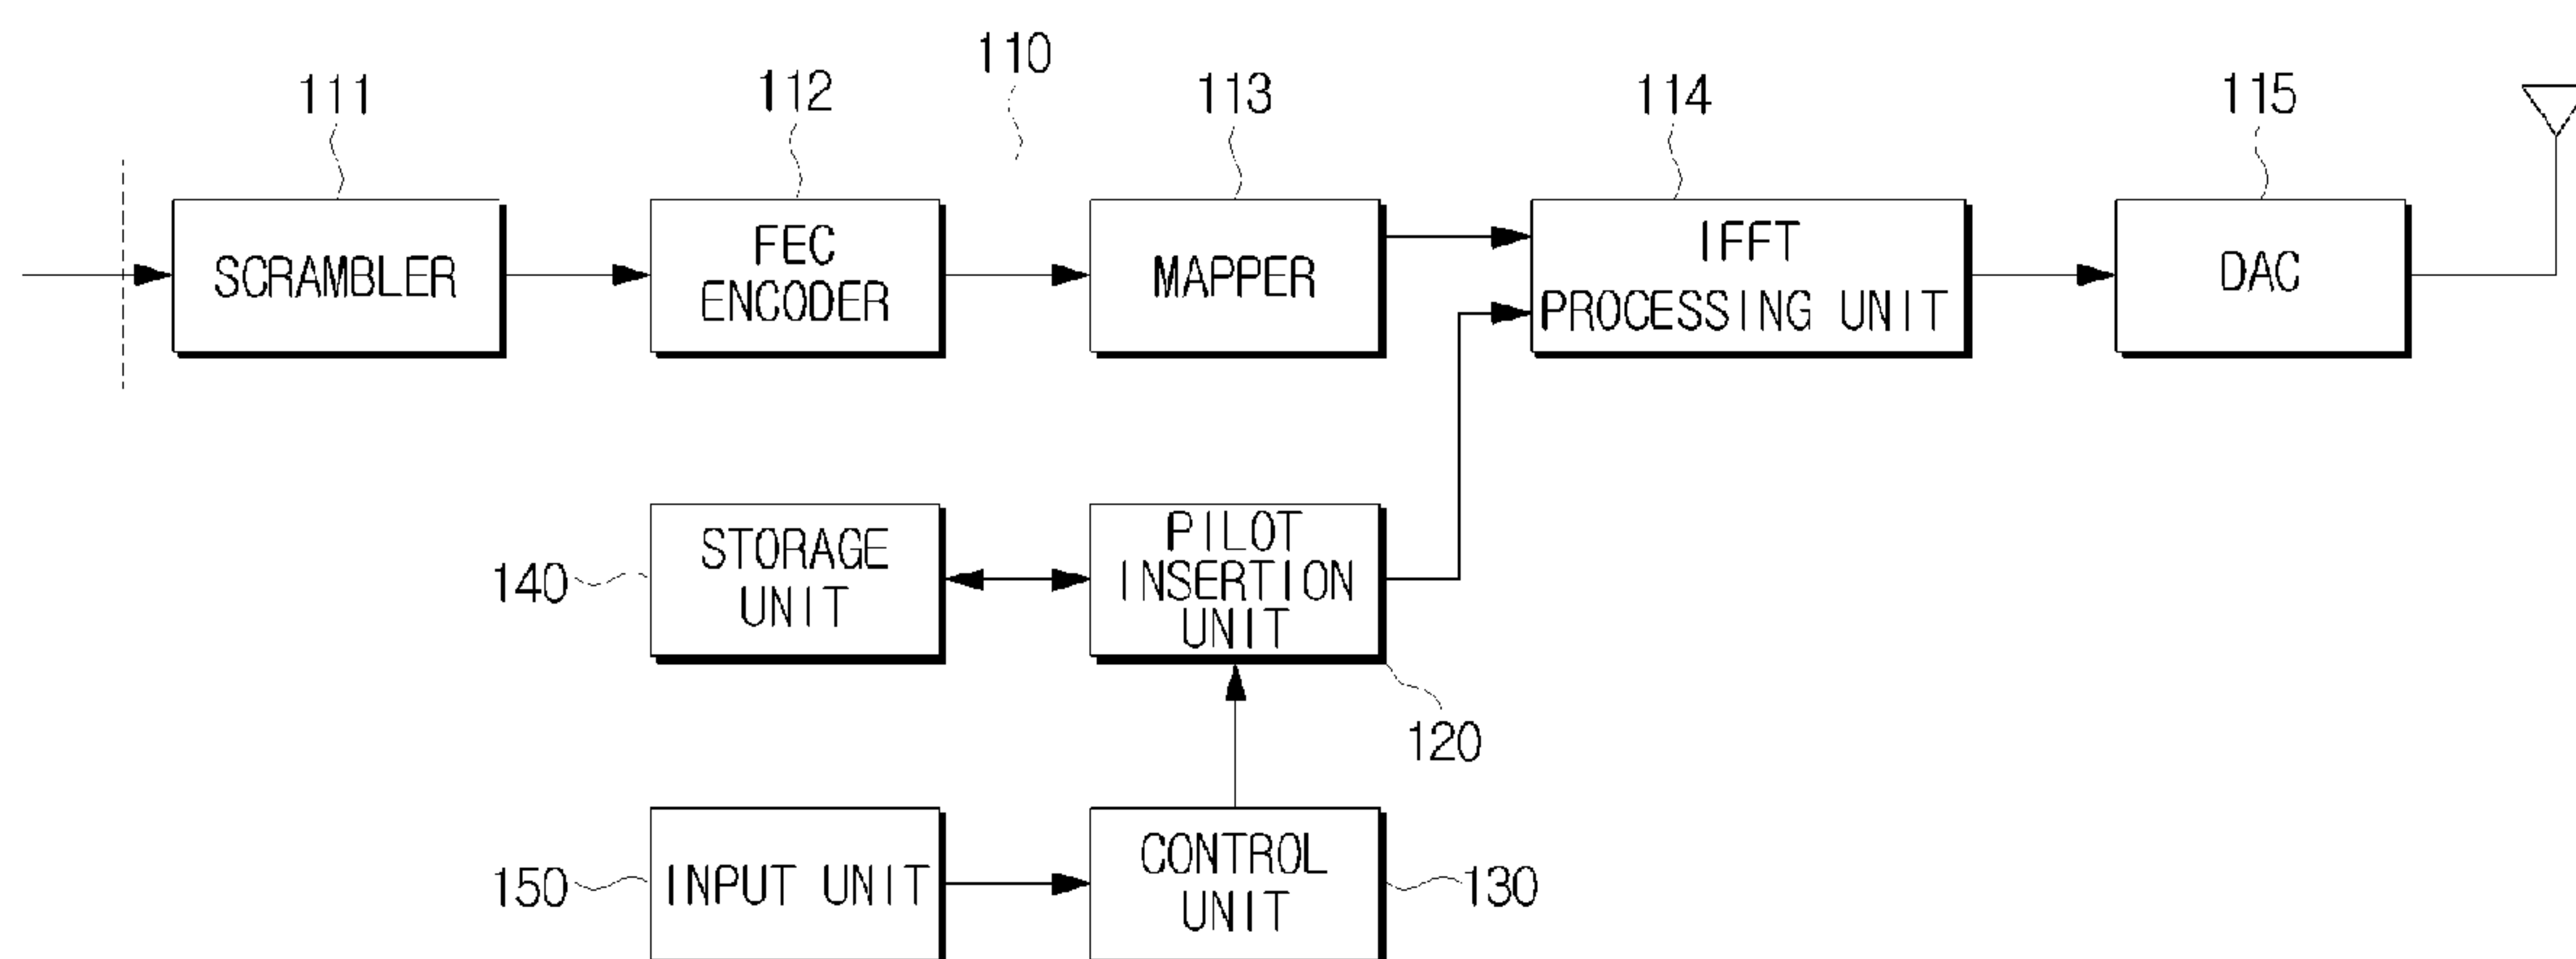 110
111
112
113
114
115
SCRAMBLER
FEC
ENCODER
MAPPER
IFFT
PROCESSING UNIT
DAC
140
STORAGE
UNIT
PILOT
INSERTION
UNIT
120
150
INPUT UNIT
CONTROL
UNIT
130